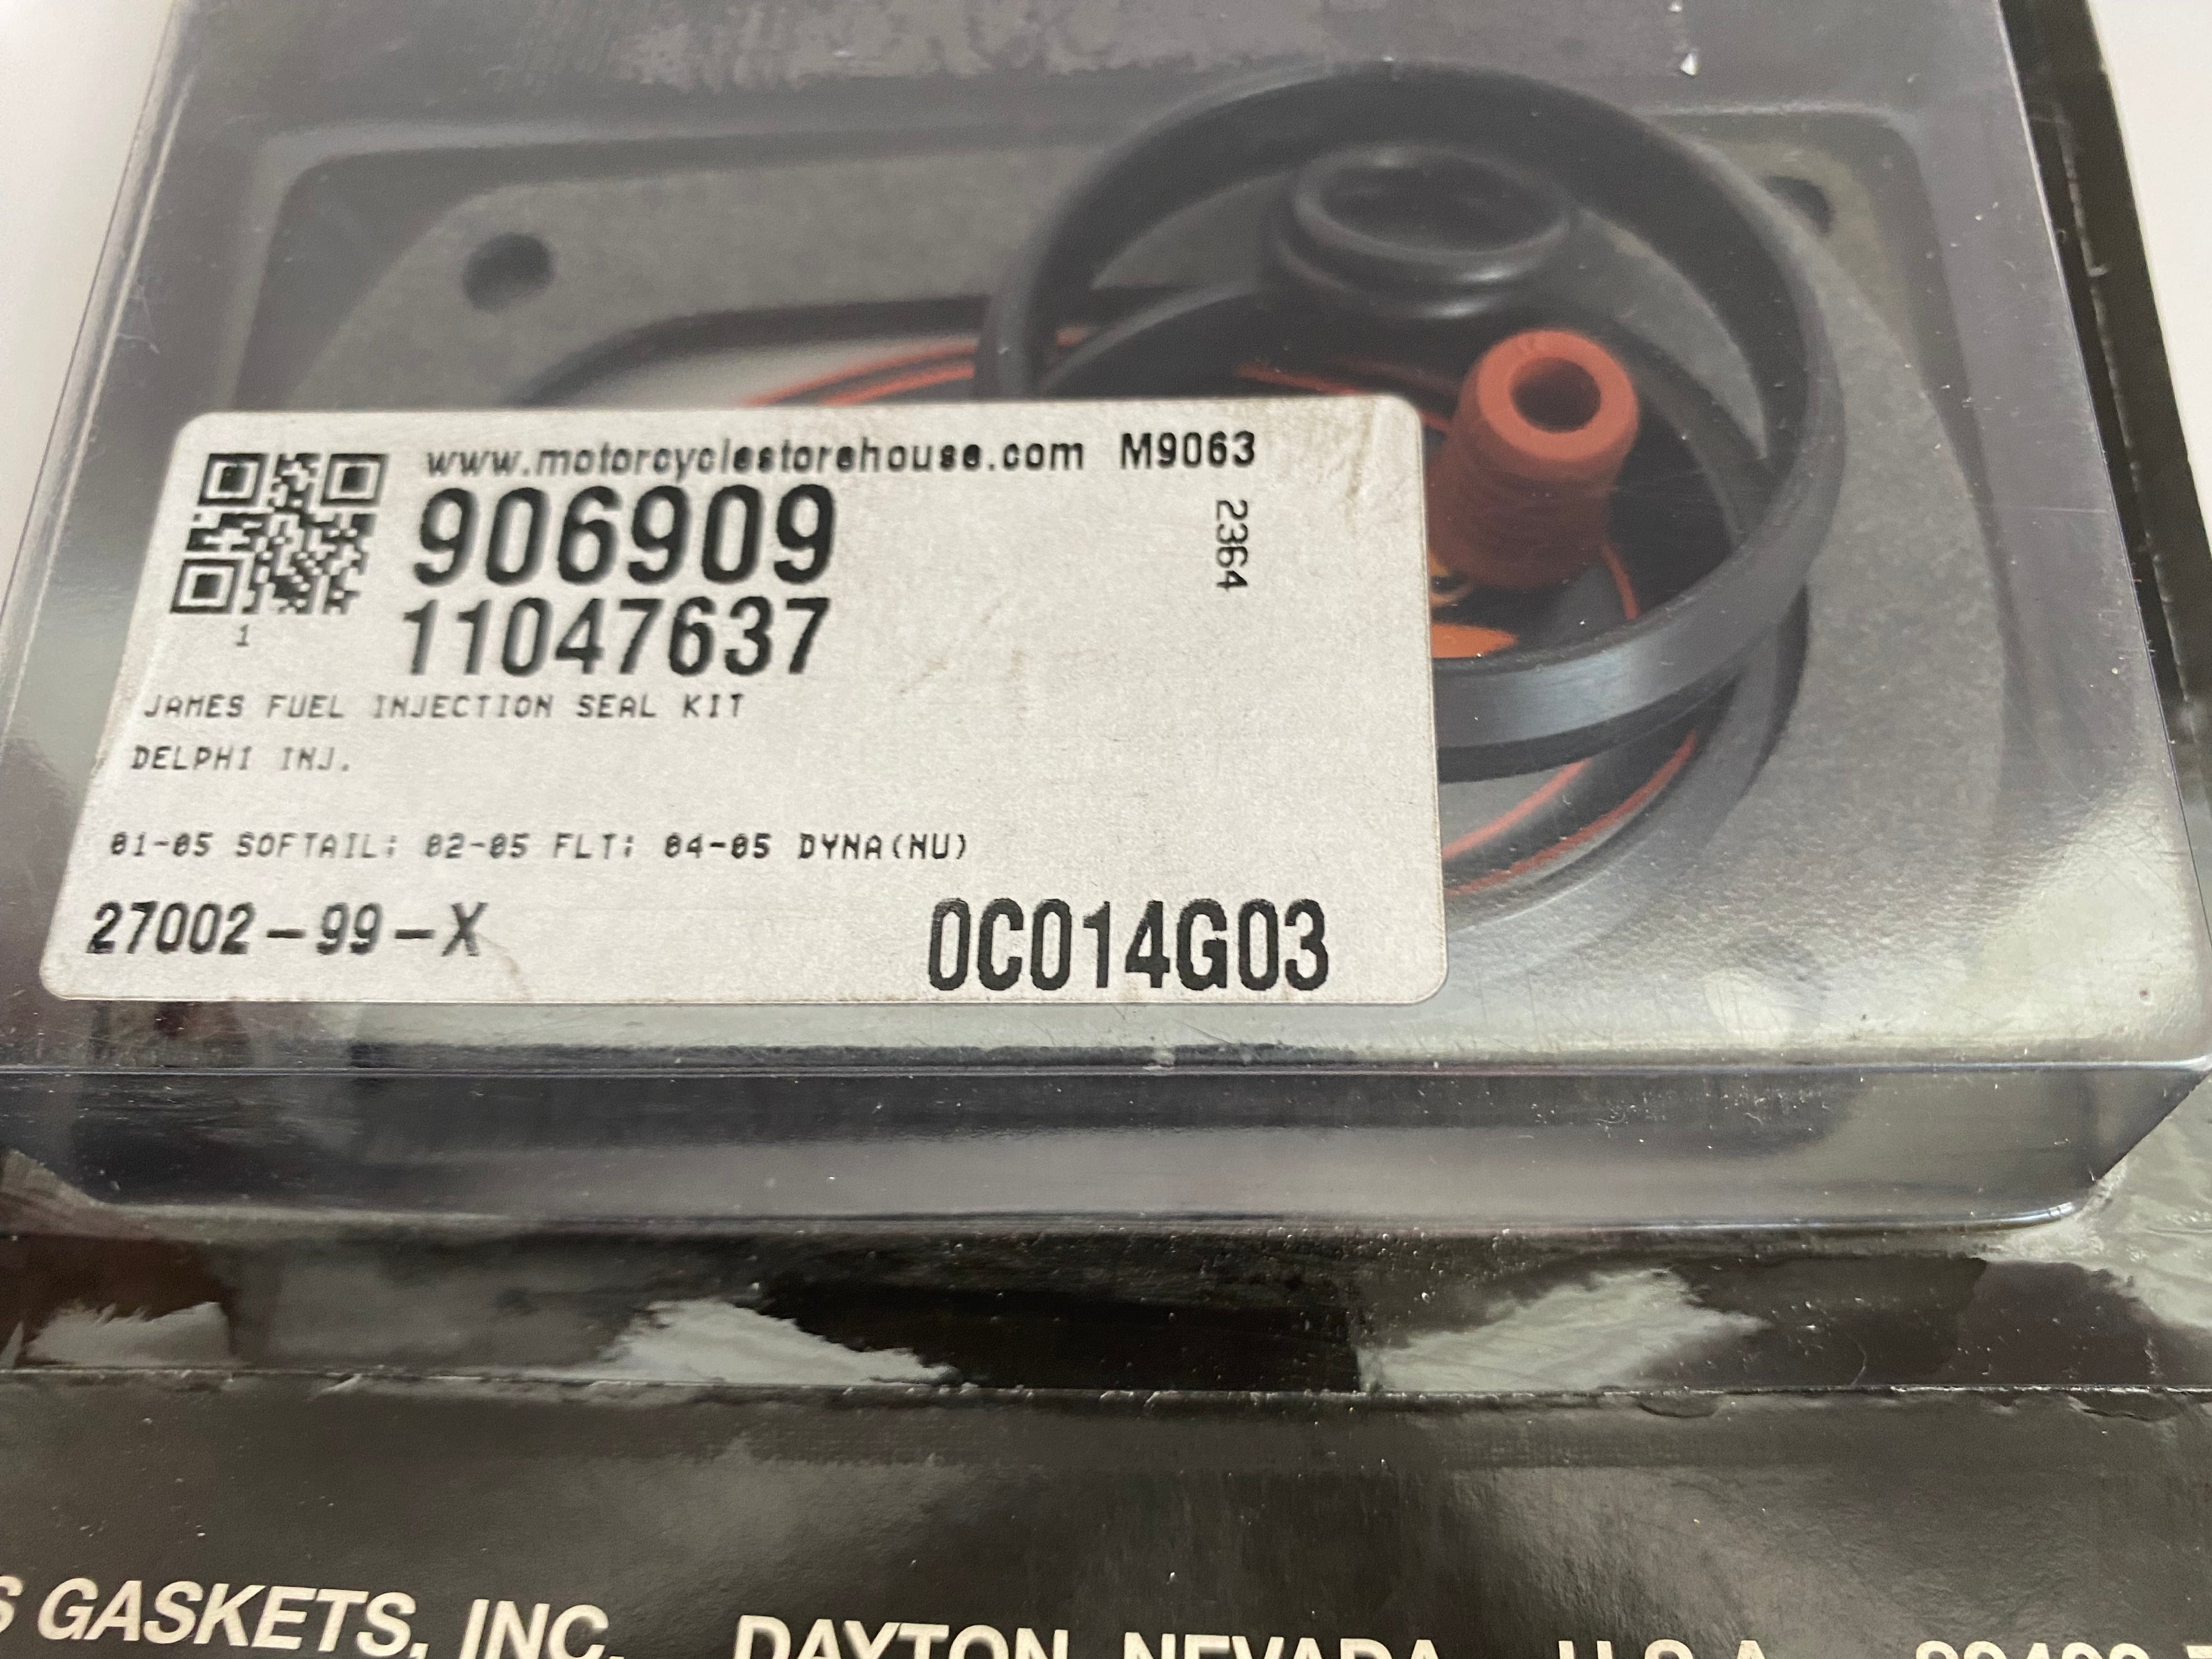 www.motorcyclestorehouse.com M9063
906909
2364
11047637
1
JAMES FUEL INJECTION SEAL KIT
DELPHI INJ.
01-05 SOFTAIL; 02-05 FLT; 04-05 DYNA(NU)
27002-99-X 0C014G03
S GASKETS, INC. DAYTON, NEVADA U.S.A.